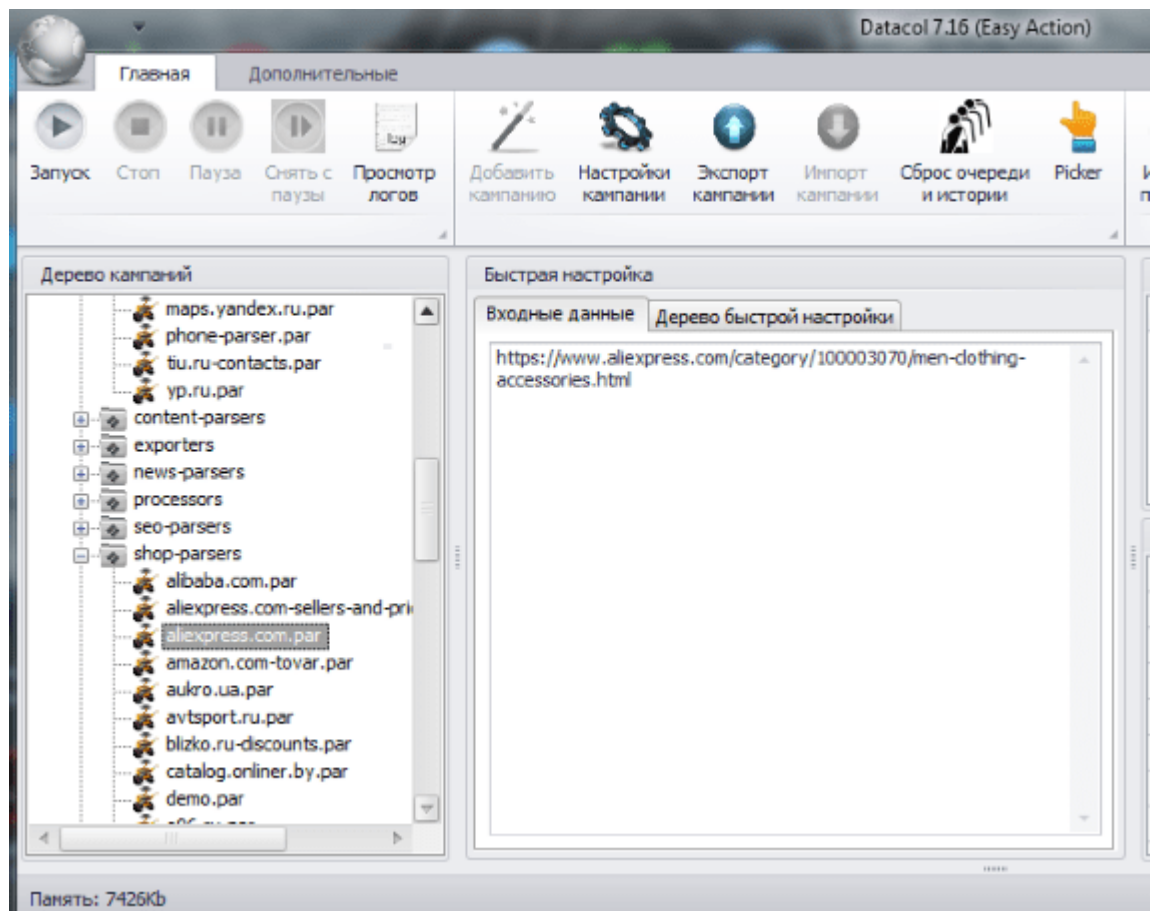 Datacol 7.16 (Easy Action)
Главная
Дополнительные
Запуск
Стоп
Пауза
Снять с паузы
Просмотр логов
Добавить кампанию
Настройки кампании
Экспорт кампании
Импорт кампании
Сброс очереди и истории
Picker
Дерево кампаний
maps.yandex.ru.par
phone-parser.par
tiu.ru-contacts.par
yp.ru.par
content-parsers
exporters
news-parsers
processors
seo-parsers
shop-parsers
alibaba.com.par
aliexpress.com-sellers-and-pri
aliexpress.com.par
amazon.com-tovar.par
aukro.ua.par
avtsport.ru.par
blizko.ru-discounts.par
catalog.onliner.by.par
demo.par
Быстрая настройка
Входные данные
Дерево быстрой настройки
https://www.aliexpress.com/category/100003070/men-clothing-
accessories.html
Память: 7426Kb